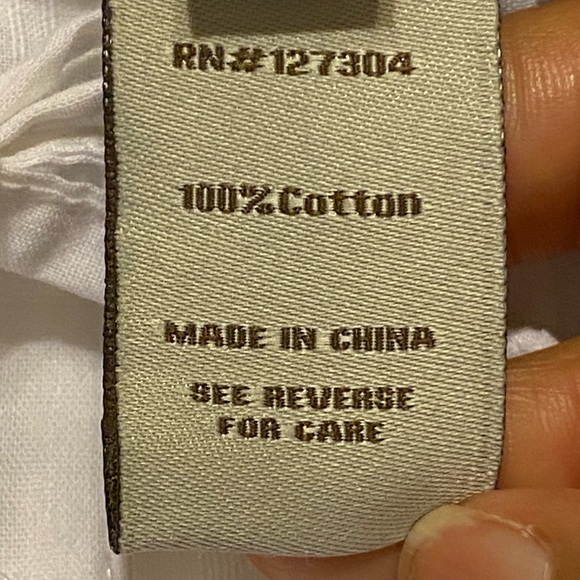 RN#127304
100%Cotton
MADE IN CHINA
SEE REVERSE
FOR CARE